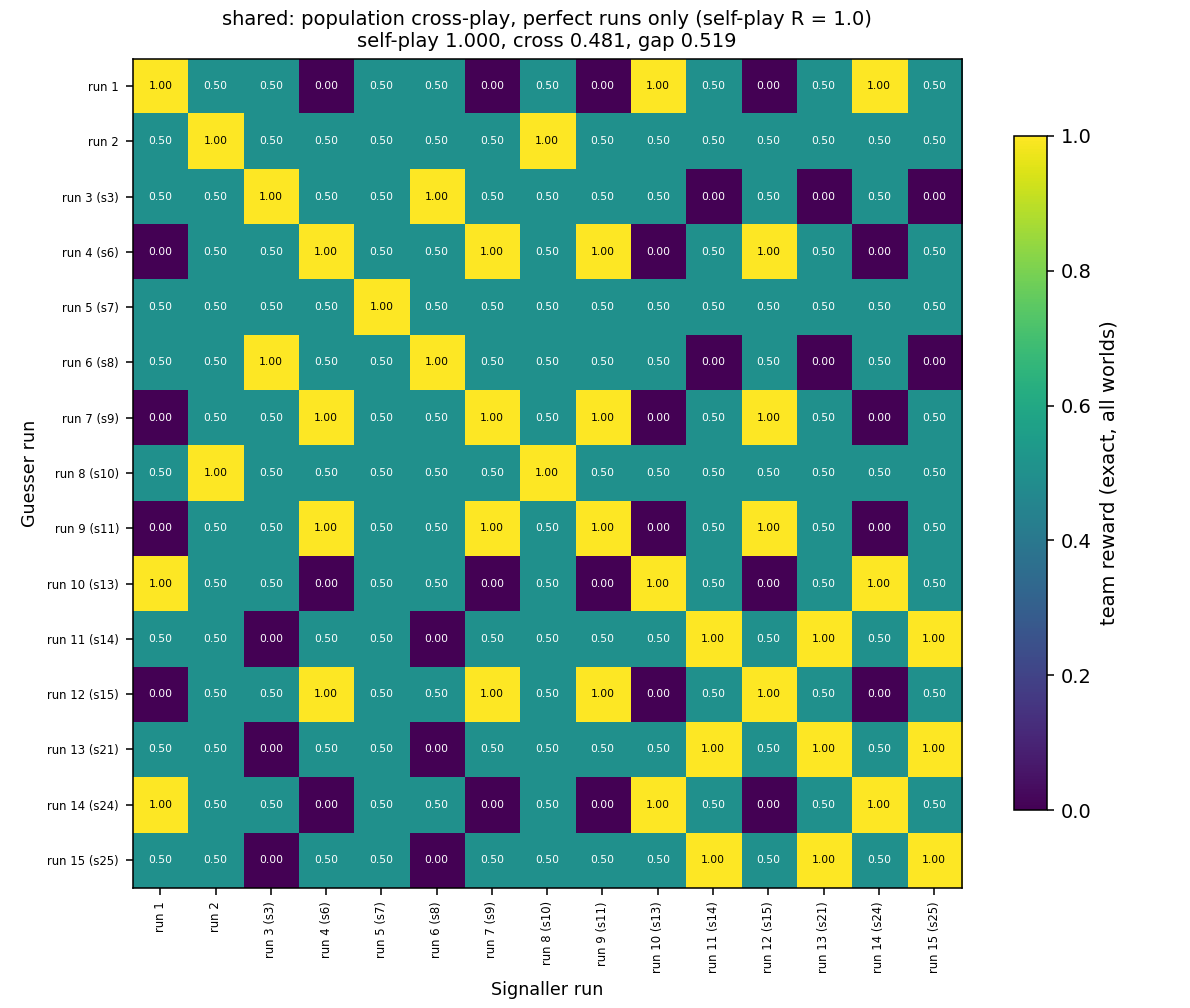 shared: population cross-play, perfect runs only (self-play R = 1.0)
self-play 1.000, cross 0.481, gap 0.519
run 1 1.00 0.50 0.50 0.00 0.50 0.50 0.00 0.50 0.00 1.00 0.50 0.00 0.50 1.00 0.50
run 2 0.50 1.00 0.50 0.50 0.50 0.50 0.50 1.00 0.50 0.50 0.50 0.50 0.50 0.50 0.50
run 3 (s3) 0.50 0.50 1.00 0.50 0.50 1.00 0.50 0.50 0.50 0.50 0.00 0.50 0.00 0.50 0.00
run 4 (s6) 0.00 0.50 0.50 1.00 0.50 0.50 1.00 0.50 1.00 0.00 0.50 1.00 0.50 0.00 0.50
run 5 (s7) 0.50 0.50 0.50 0.50 1.00 0.50 0.50 0.50 0.50 0.50 0.50 0.50 0.50 0.50 0.50
run 6 (s8) 0.50 0.50 1.00 0.50 0.50 1.00 0.50 0.50 0.50 0.50 0.00 0.50 0.00 0.50 0.00
run 7 (s9) 0.00 0.50 0.50 1.00 0.50 0.50 1.00 0.50 1.00 0.00 0.50 1.00 0.50 0.00 0.50
run 8 (s10) 0.50 1.00 0.50 0.50 0.50 0.50 0.50 1.00 0.50 0.50 0.50 0.50 0.50 0.50 0.50
run 9 (s11) 0.00 0.50 0.50 1.00 0.50 0.50 1.00 0.50 1.00 0.00 0.50 1.00 0.50 0.00 0.50
run 10 (s13) 1.00 0.50 0.50 0.00 0.50 0.50 0.00 0.50 0.00 1.00 0.50 0.00 0.50 1.00 0.50
run 11 (s14) 0.50 0.50 0.00 0.50 0.50 0.00 0.50 0.50 0.50 0.50 1.00 0.50 1.00 0.50 1.00
run 12 (s15) 0.00 0.50 0.50 1.00 0.50 0.50 1.00 0.50 1.00 0.00 0.50 1.00 0.50 0.00 0.50
run 13 (s21) 0.50 0.50 0.00 0.50 0.50 0.00 0.50 0.50 0.50 0.50 1.00 0.50 1.00 0.50 1.00
run 14 (s24) 1.00 0.50 0.50 0.00 0.50 0.50 0.00 0.50 0.00 1.00 0.50 0.00 0.50 1.00 0.50
run 15 (s25) 0.50 0.50 0.00 0.50 0.50 0.00 0.50 0.50 0.50 0.50 1.00 0.50 1.00 0.50 1.00
Guesser run
run 1
run 2
run 3 (s3)
run 4 (s6)
run 5 (s7)
run 6 (s8)
run 7 (s9)
run 8 (s10)
run 9 (s11)
run 10 (s13)
run 11 (s14)
run 12 (s15)
run 13 (s21)
run 14 (s24)
run 15 (s25)
Signaller run
1.0
0.8
0.6
0.4
0.2
0.0
team reward (exact, all worlds)